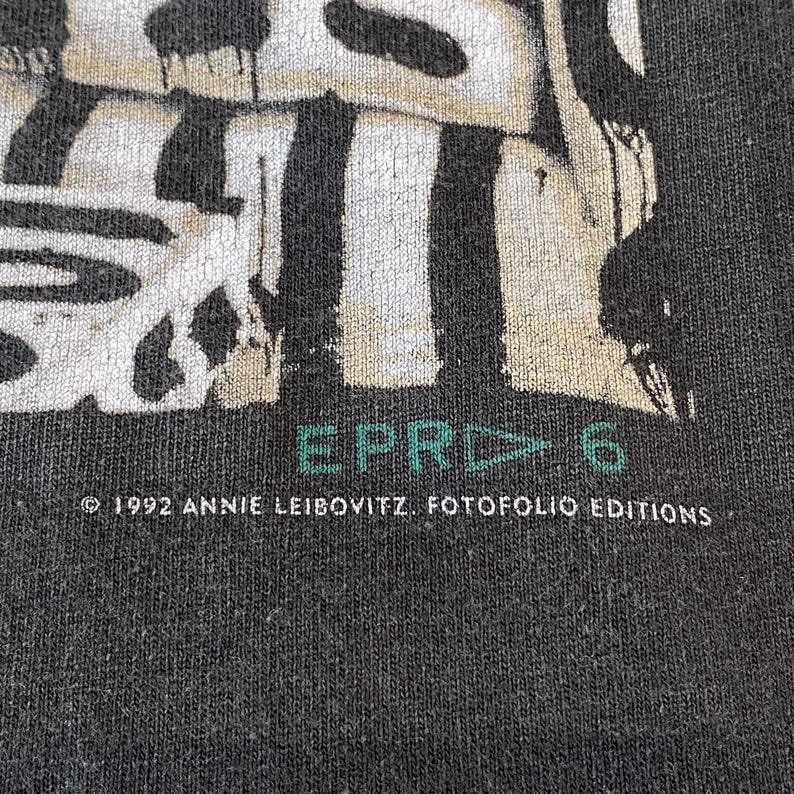 EPR▷ 6
© 1992 ANNIE LEIBOVITZ. FOTOFOLIO EDITIONS